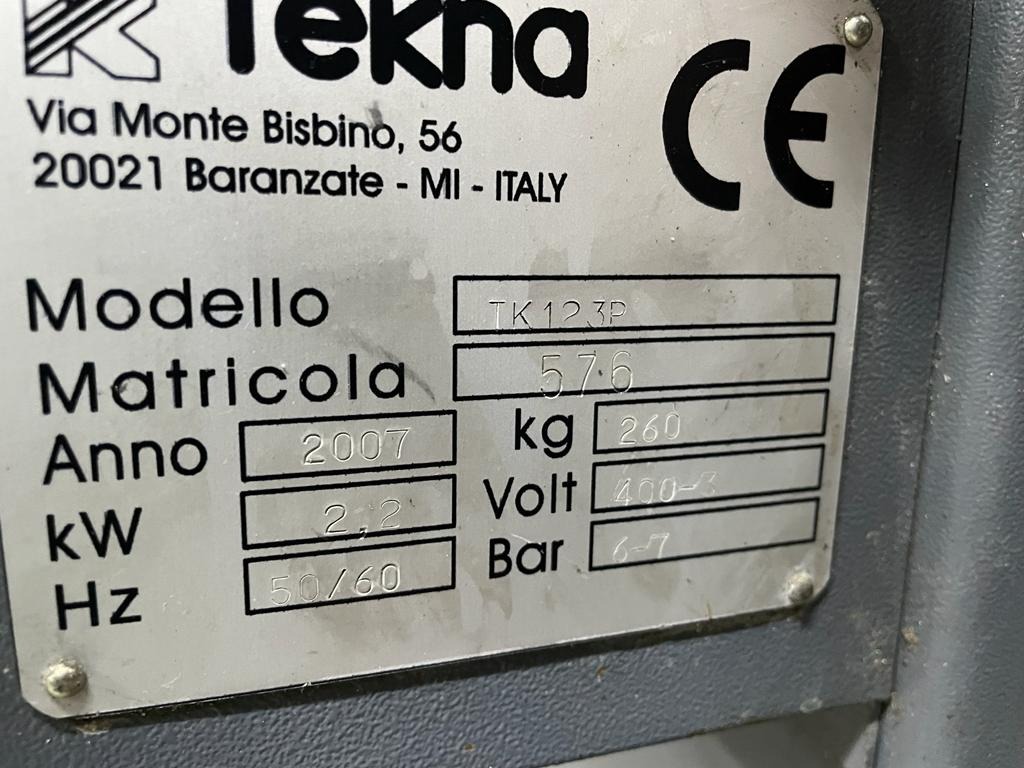 Tekna
CE
Via Monte Bisbino, 56
20021 Baranzate - MI - ITALY
Modello TK123P
Matricola 576
Anno 2007 kg 260
kW 2,2 Volt 400-3
Hz 50/60 Bar 6-7